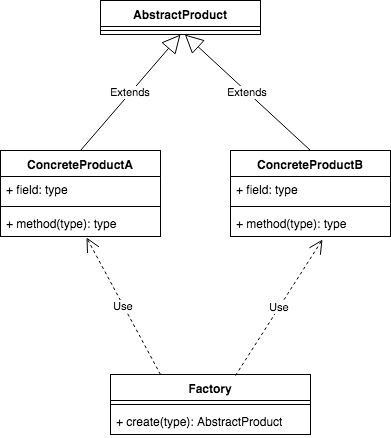 AbstractProduct
Extends
Extends
ConcreteProductA
ConcreteProductB
+ field: type
+ field: type
+ method(type): type
+ method(type): type
Use
Use
Factory
+ create(type): AbstractProduct